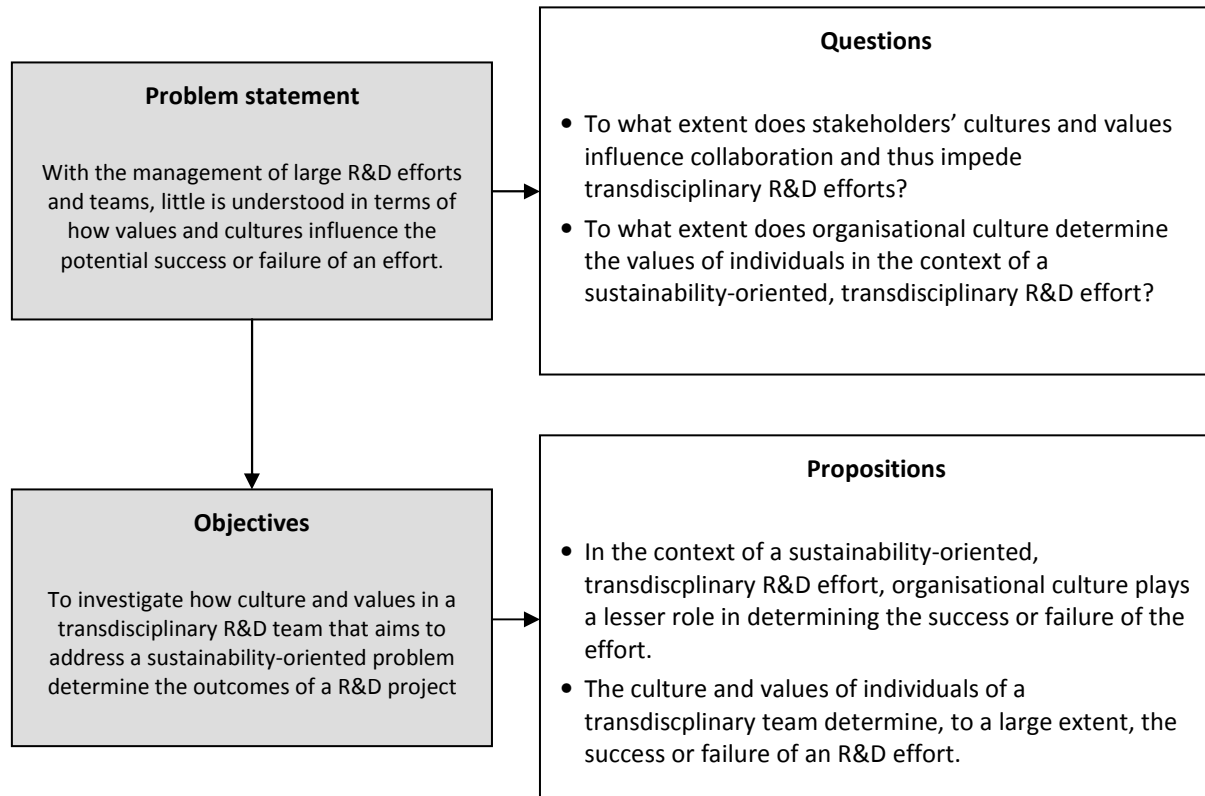 Problem statement
With the management of large R&D efforts
and teams, little is understood in terms of
how values and cultures influence the
potential success or failure of an effort.
Questions
• To what extent does stakeholders’ cultures and values
influence collaboration and thus impede
transdisciplinary R&D efforts?
• To what extent does organisational culture determine
the values of individuals in the context of a
sustainability-oriented, transdisciplinary R&D effort?
Objectives
To investigate how culture and values in a
transdisciplinary R&D team that aims to
address a sustainability-oriented problem
determine the outcomes of a R&D project
Propositions
• In the context of a sustainability-oriented,
transdiscplinary R&D effort, organisational culture plays
a lesser role in determining the success or failure of the
effort.
• The culture and values of individuals of a
transdiscplinary team determine, to a large extent, the
success or failure of an R&D effort.